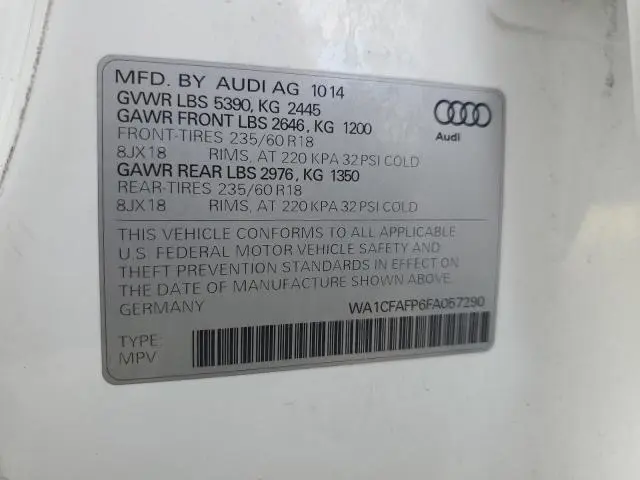 MFD. BY AUDI AG 10 14
GVWR LBS 5390, KG 2445
GAWR FRONT LBS 2646, KG 1200
FRONT-TIRES 235/60 R18
8JX18 RIMS, AT 220 KPA 32 PSI COLD
GAWR REAR LBS 2976, KG 1350
REAR-TIRES 235/60 R18
8JX18 RIMS, AT 220 KPA 32 PSI COLD
Audi
THIS VEHICLE CONFORMS TO ALL APPLICABLE
U.S FEDERAL MOTOR VEHICLE SAFETY AND
THEFT PREVENTION STANDARDS IN EFFECT ON
THE DATE OF MANUFACTURE SHOWN ABOVE.
GERMANY WA1CFAFP6FA057290
TYPE:
MPV